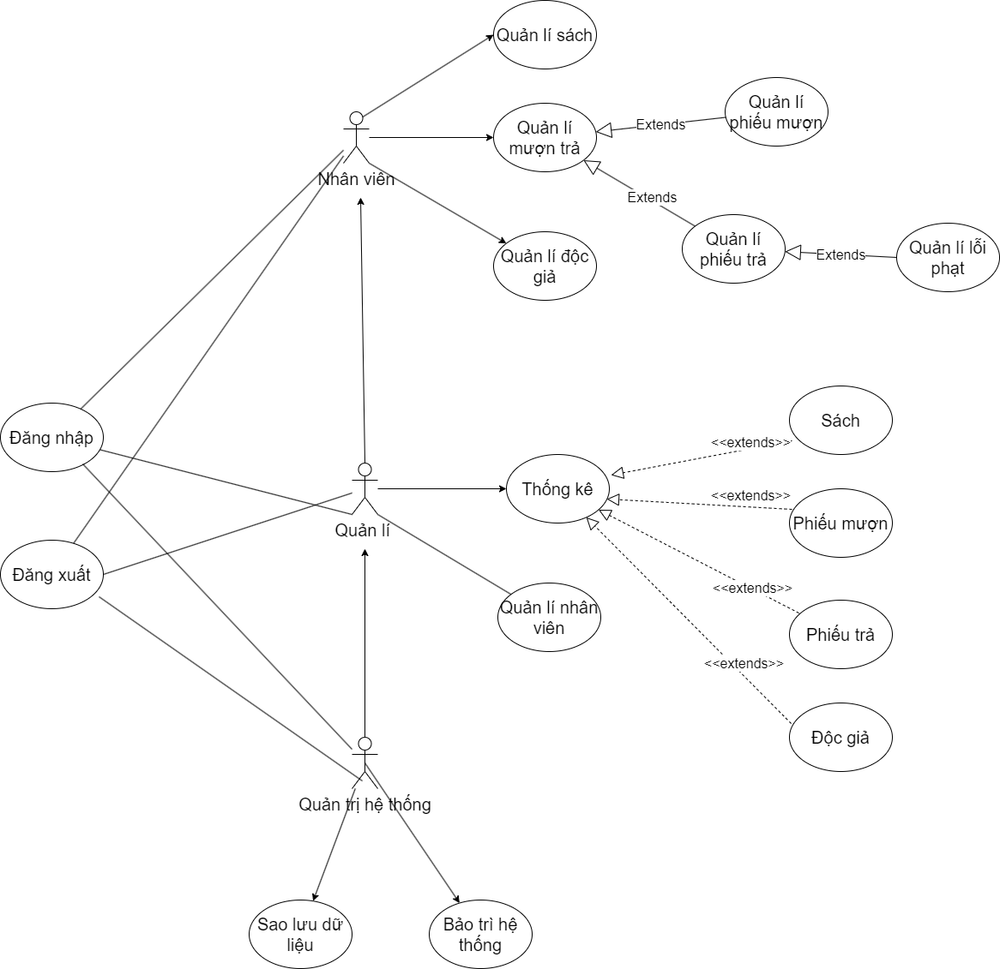 Quản lí sách
Quản lí
phiếu mượn
Extends
Quản lí
mượn trả
Nhân viên
Extends
Quản lí
phiếu trả
Extends
Quản lí lỗi
phạt
Quản lí độc
giả
Đăng nhập
Sách
<<extends>>
Thống kê
<<extends>>
Phiếu mượn
Quản lí
Đăng xuất
<<extends>>
Quản lí nhân
viên
Phiếu trả
<<extends>>
Độc giả
Quản trị hệ thống
Sao lưu dữ
liệu
Bảo trì hệ
thống